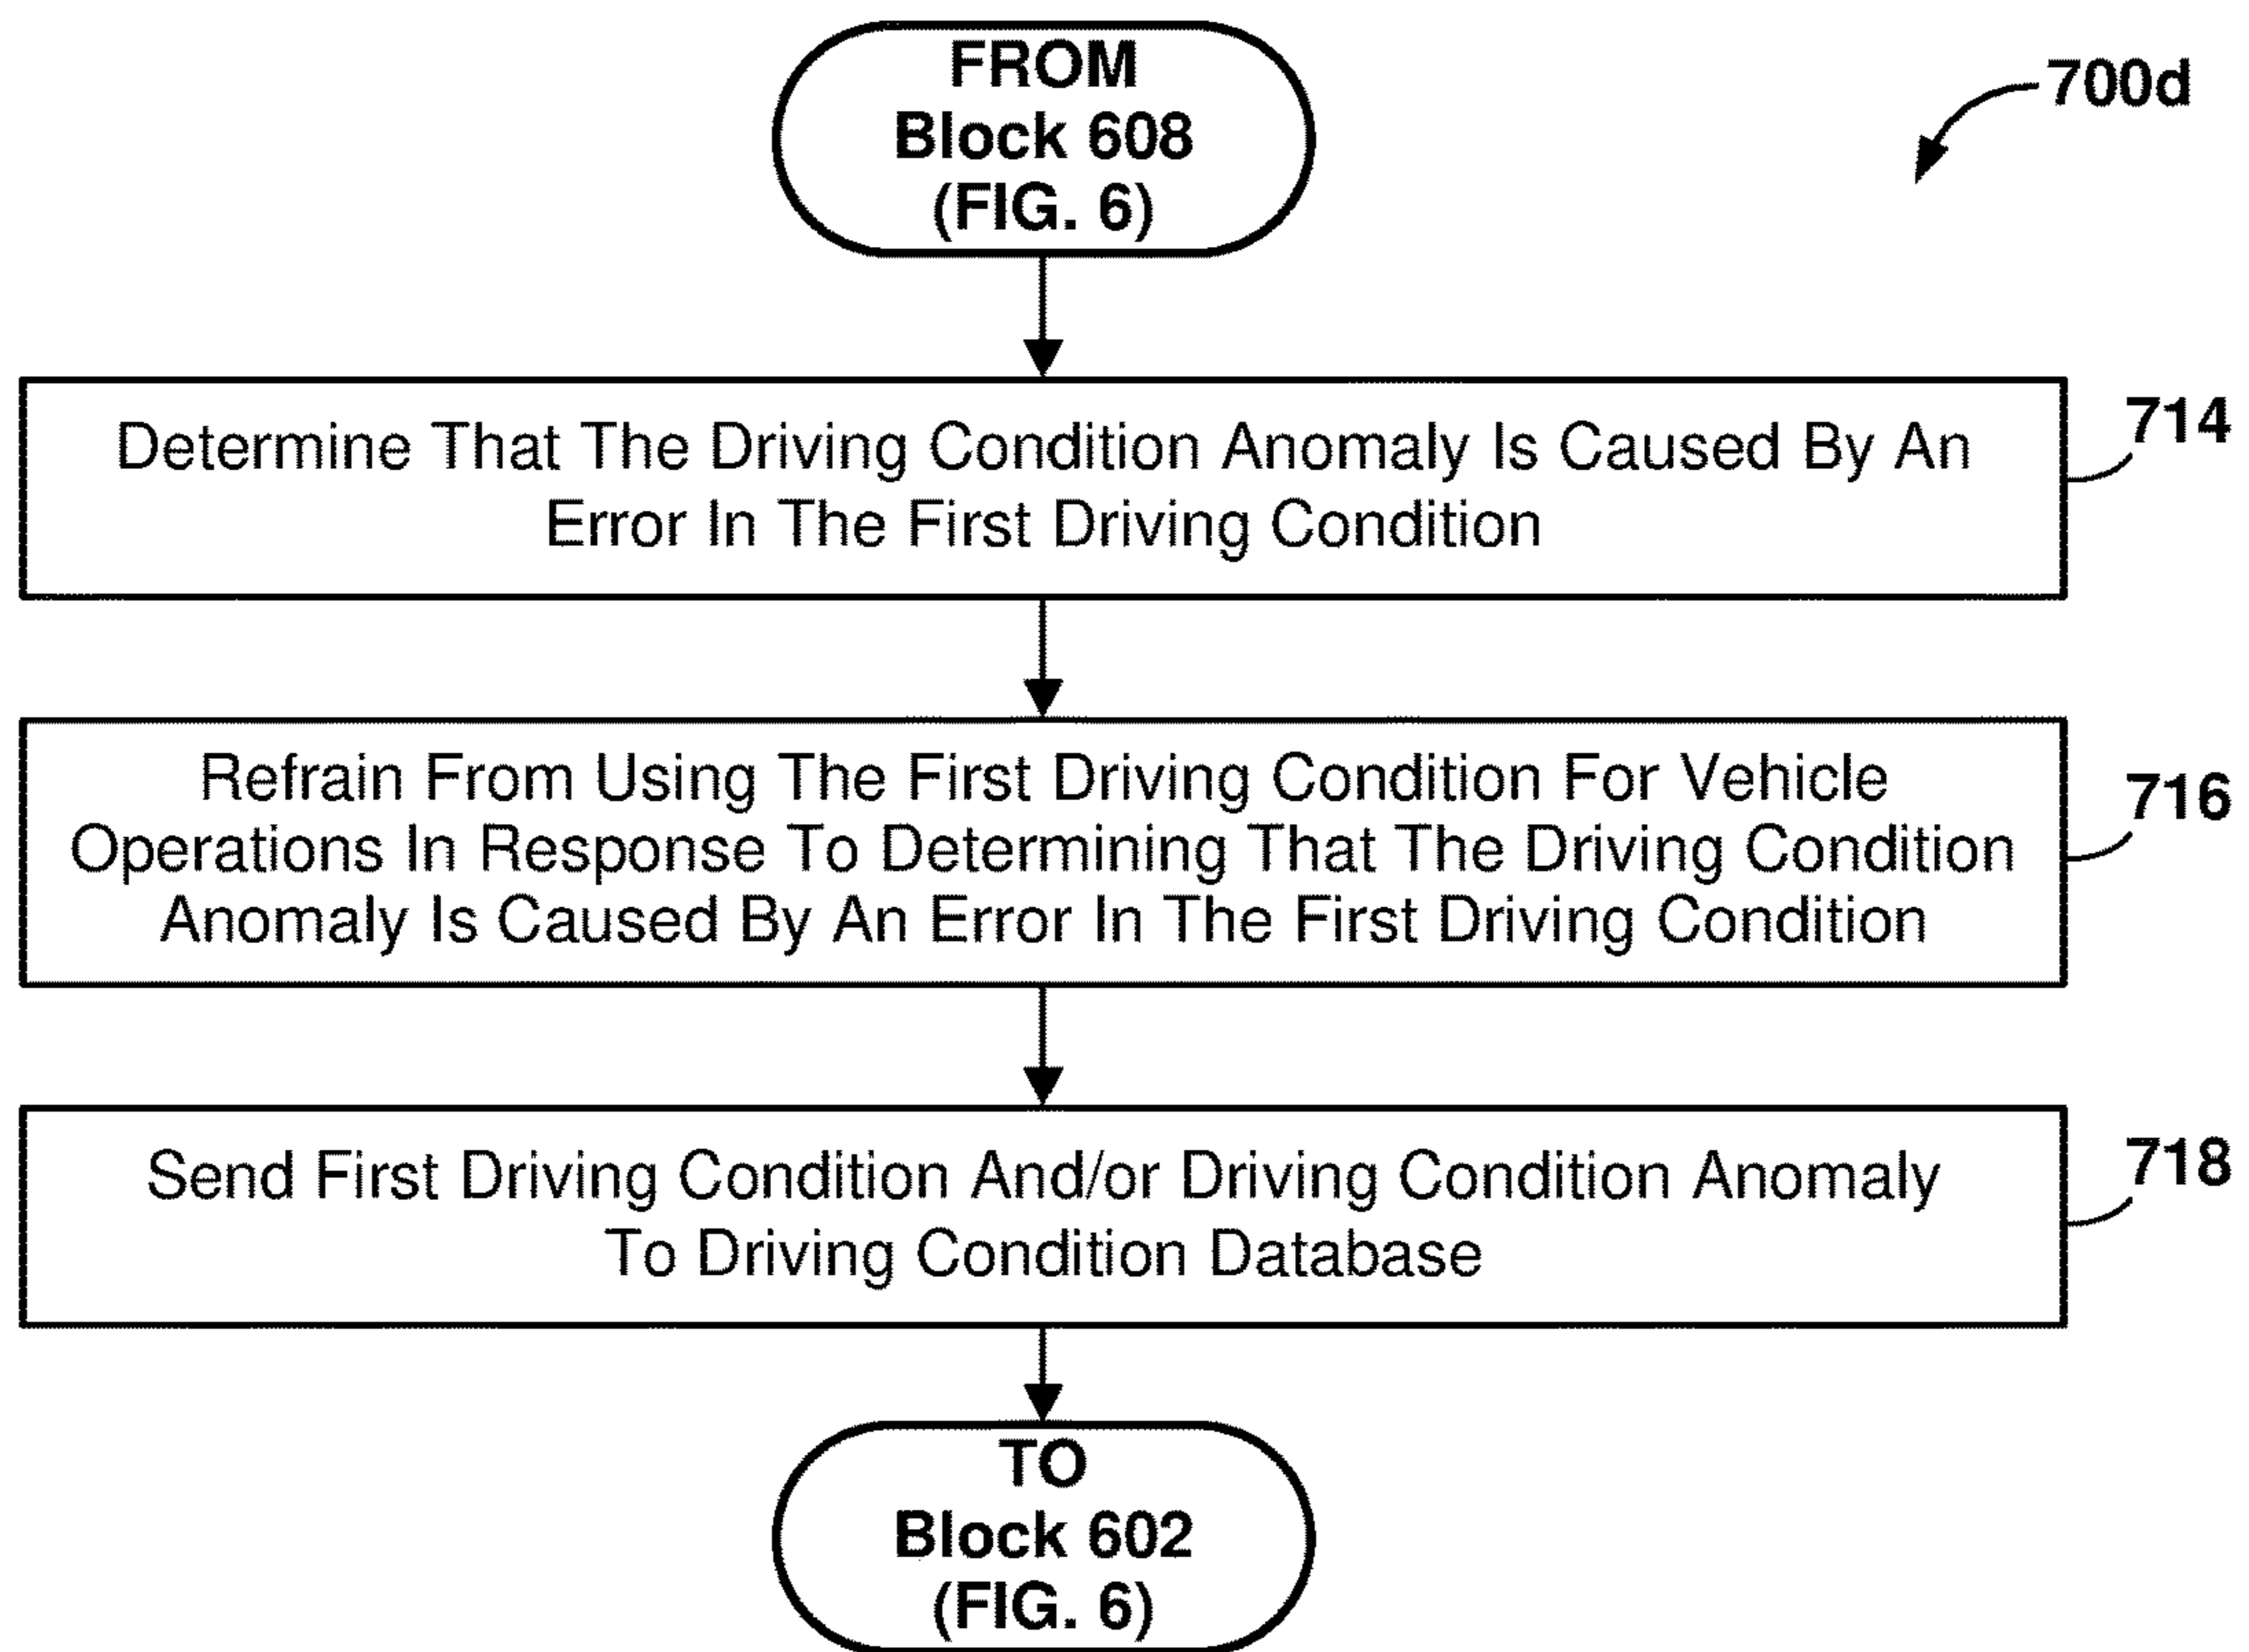 FROM
Block 608
(FIG. 6)
700d
Determine That The Driving Condition Anomaly Is Caused By An
Error In The First Driving Condition
714
Refrain From Using The First Driving Condition For Vehicle
Operations In Response To Determining That The Driving Condition
Anomaly Is Caused By An Error In The First Driving Condition
716
Send First Driving Condition And/or Driving Condition Anomaly
To Driving Condition Database
718
TO
Block 602
(FIG. 6)